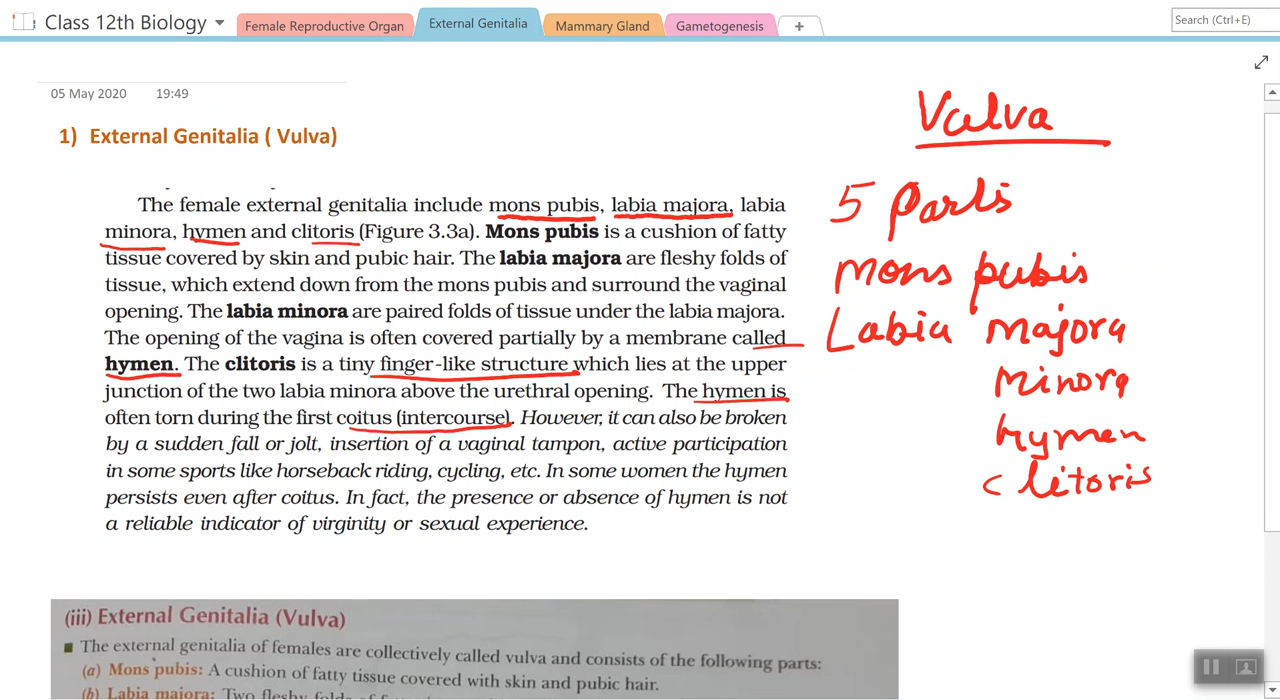 Class 12th Biology
Female Reproductive Organ
External Genitalia
Mammary Gland
Gametogenesis
+
Search (Ctrl+E)
05 May 2020 19:49
1) External Genitalia ( Vulva)
The female external genitalia include mons pubis, labia majora, labia
minora, hymen and clitoris (Figure 3.3a). Mons pubis is a cushion of fatty
tissue covered by skin and pubic hair. The labia majora are fleshy folds of
tissue, which extend down from the mons pubis and surround the vaginal
opening. The labia minora are paired folds of tissue under the labia majora.
The opening of the vagina is often covered partially by a membrane called
hymen. The clitoris is a tiny finger-like structure which lies at the upper
junction of the two labia minora above the urethral opening. The hymen is
often torn during the first coitus (intercourse). However, it can also be broken
by a sudden fall or jolt, insertion of a vaginal tampon, active participation
in some sports like horseback riding, cycling, etc. In some women the hymen
persists even after coitus. In fact, the presence or absence of hymen is not
a reliable indicator of virginity or sexual experience.
Valva
5 Parts
mons pubis
Labia majora
minora
hymen
clitoris
(iii) External Genitalia (Vulva)
The external genitalia of females are collectively called vulva and consists of the following parts:
(a) Mons pubis: A cushion of fatty tissue covered with skin and pubic hair.
(b) Labia majora: Two fleshy folds of